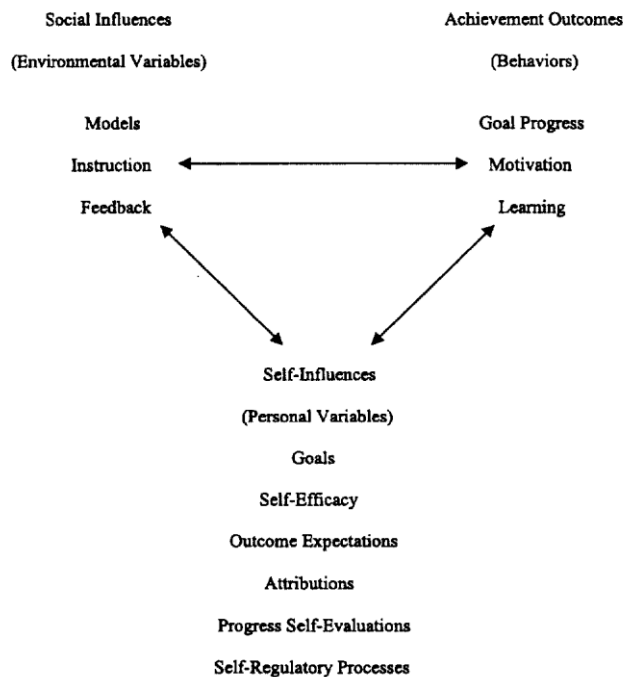 Social Influences
(Environmental Variables)
Models
Instruction
Feedback
Achievement Outcomes
(Behaviors)
Goal Progress
Motivation
Learning
Self-Influences
(Personal Variables)
Goals
Self-Efficacy
Outcome Expectations
Attributions
Progress Self-Evaluations
Self-Regulatory Processes